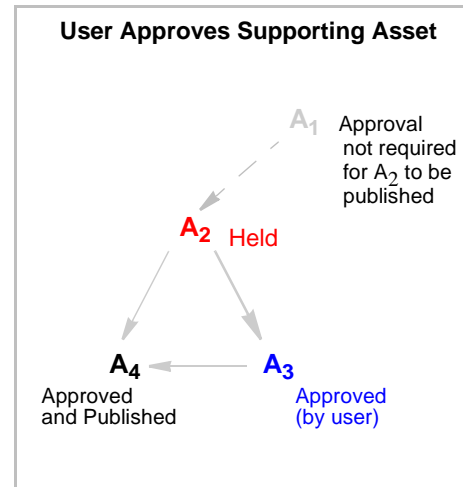 User Approves Supporting Asset
A1 Approval
not required
for A2 to be
published
A2 Held
A4
A3
Approved
and Published
Approved
(by user)